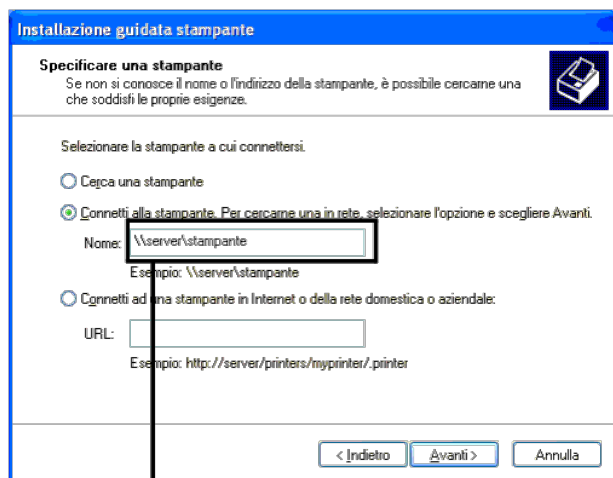 Installazione guidata stampante
Specificare una stampante
Se non si conosce il nome o l'indirizzo della stampante, è possibile cercarne una
che soddisfi le proprie esigenze.
Selezionare la stampante a cui connettersi.
Cerca una stampante
Connetti alla stampante. Per cercarne una in rete, selezionare l'opzione e scegliere Avanti.
Nome: \\server\stampante
Esempio: \\server\stampante
Connetti ad una stampante in Internet o della rete domestica o aziendale:
URL:
Esempio: http://server/printers/myprinter/.printer
< Indietro Avanti > Annulla